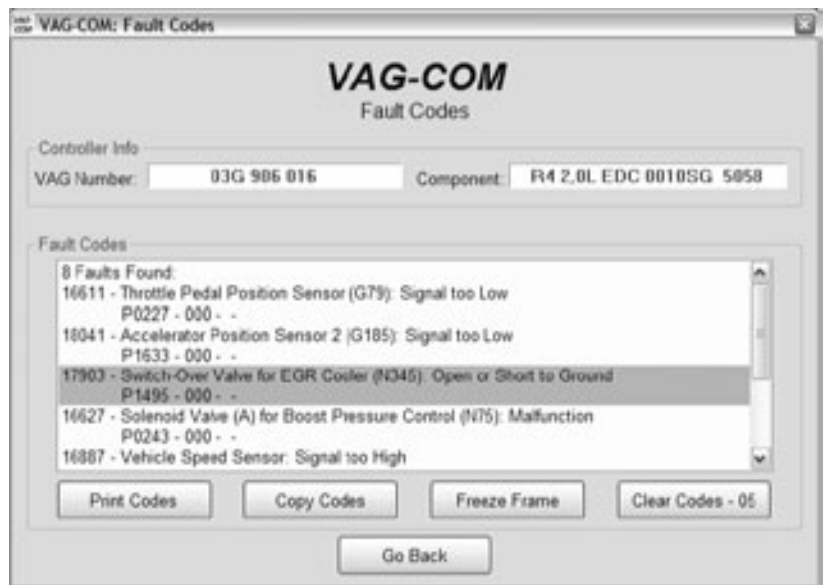 VAG-COM: Fault Codes
VAG-COM
Fault Codes
Controller Info
VAG Number: 03G 906 016 Component: R4 2,0L EDC 0010SG 5058
Fault Codes
8 Faults Found:
16611 - Throttle Pedal Position Sensor (G79): Signal too Low
P0227 - 000 - -
18041 - Accelerator Position Sensor 2 (G185): Signal too Low
P1633 - 000 - -
17903 - Switch-Over Valve for EGR Cooler (N345): Open or Short to Ground
P1495 - 000 - -
16627 - Solenoid Valve (A) for Boost Pressure Control (N75): Malfunction
P0243 - 000 - -
16887 - Vehicle Speed Sensor: Signal too High
Print Codes Copy Codes Freeze Frame Clear Codes - 05
Go Back